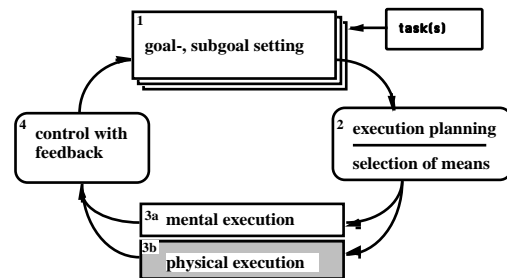 1
goal-, subgoal setting
task(s)
2
execution planning
selection of means
3a
mental execution
3b
physical execution
4
control with
feedback